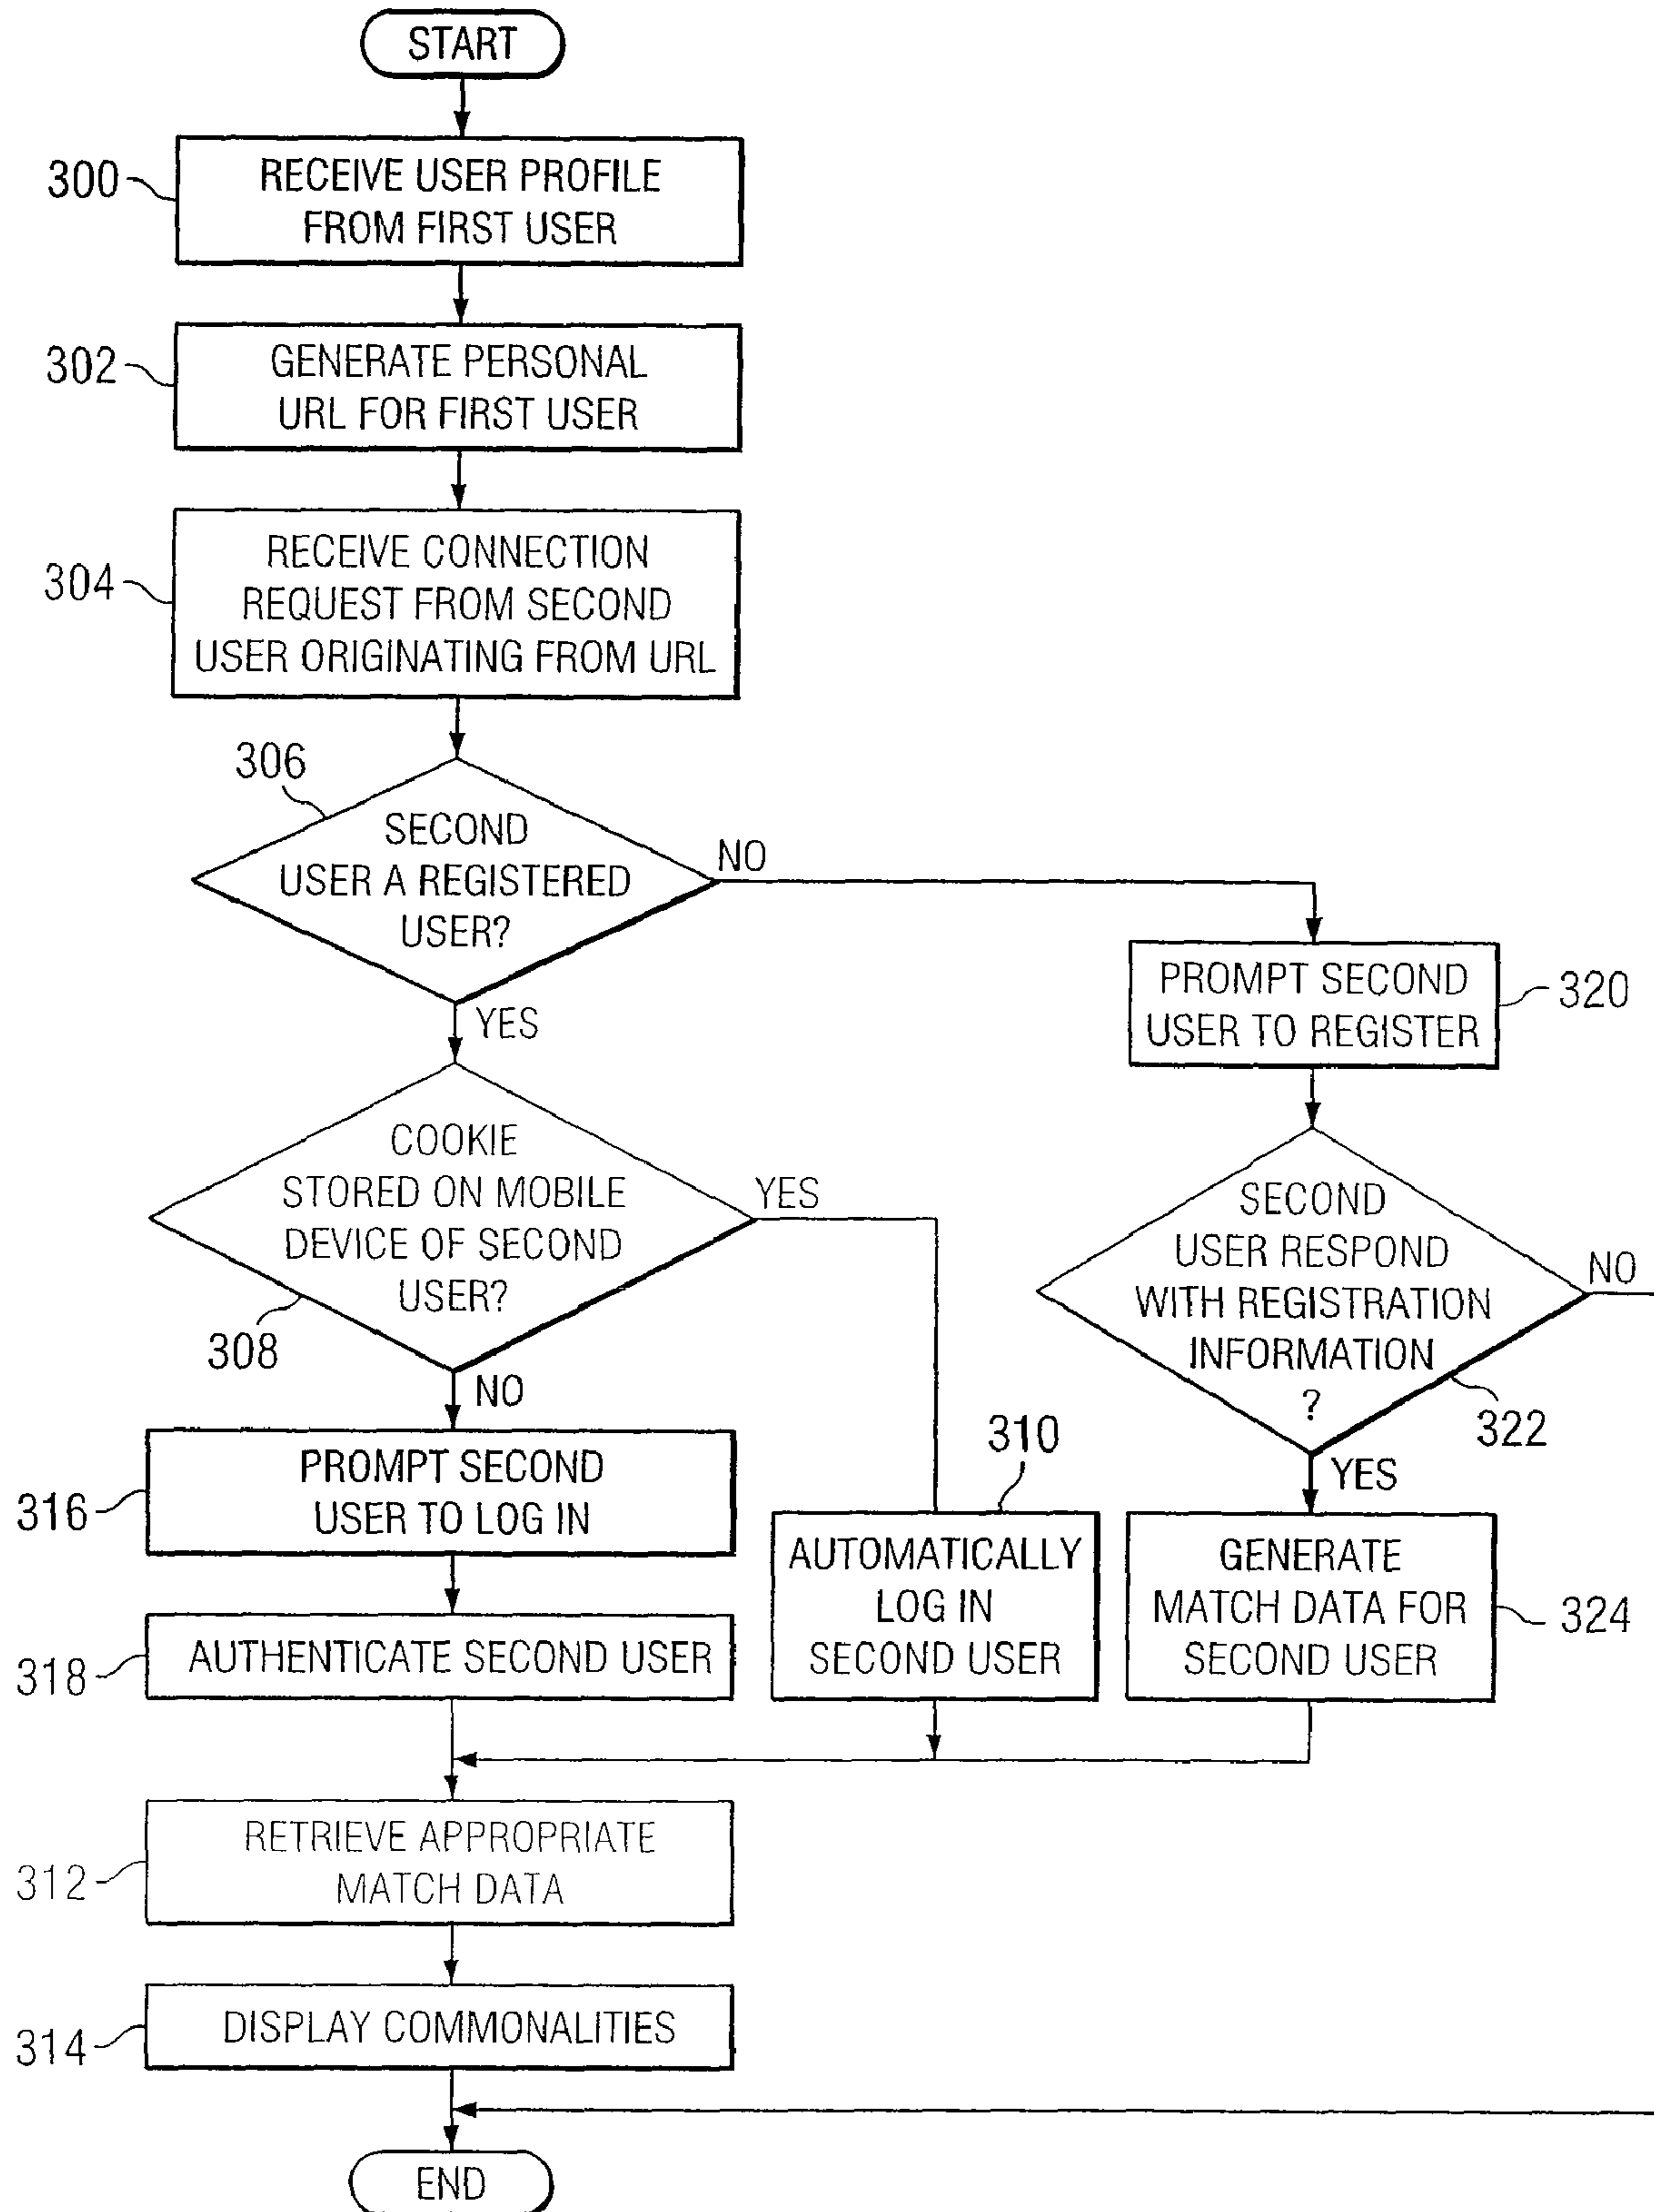 START
300
RECEIVE USER PROFILE
FROM FIRST USER
302
GENERATE PERSONAL
URL FOR FIRST USER
304
RECEIVE CONNECTION
REQUEST FROM SECOND
USER ORIGINATING FROM URL
306
SECOND
USER A REGISTERED
USER?
NO
YES
PROMPT SECOND
USER TO REGISTER
320
COOKIE
STORED ON MOBILE
DEVICE OF SECOND
USER?
308
YES
NO
SECOND
USER RESPOND
WITH REGISTRATION
INFORMATION
?
NO
322
YES
316
PROMPT SECOND
USER TO LOG IN
310
AUTOMATICALLY
LOG IN
SECOND USER
GENERATE
MATCH DATA FOR
SECOND USER
324
318
AUTHENTICATE SECOND USER
312
RETRIEVE APPROPRIATE
MATCH DATA
314
DISPLAY COMMONALITIES
END